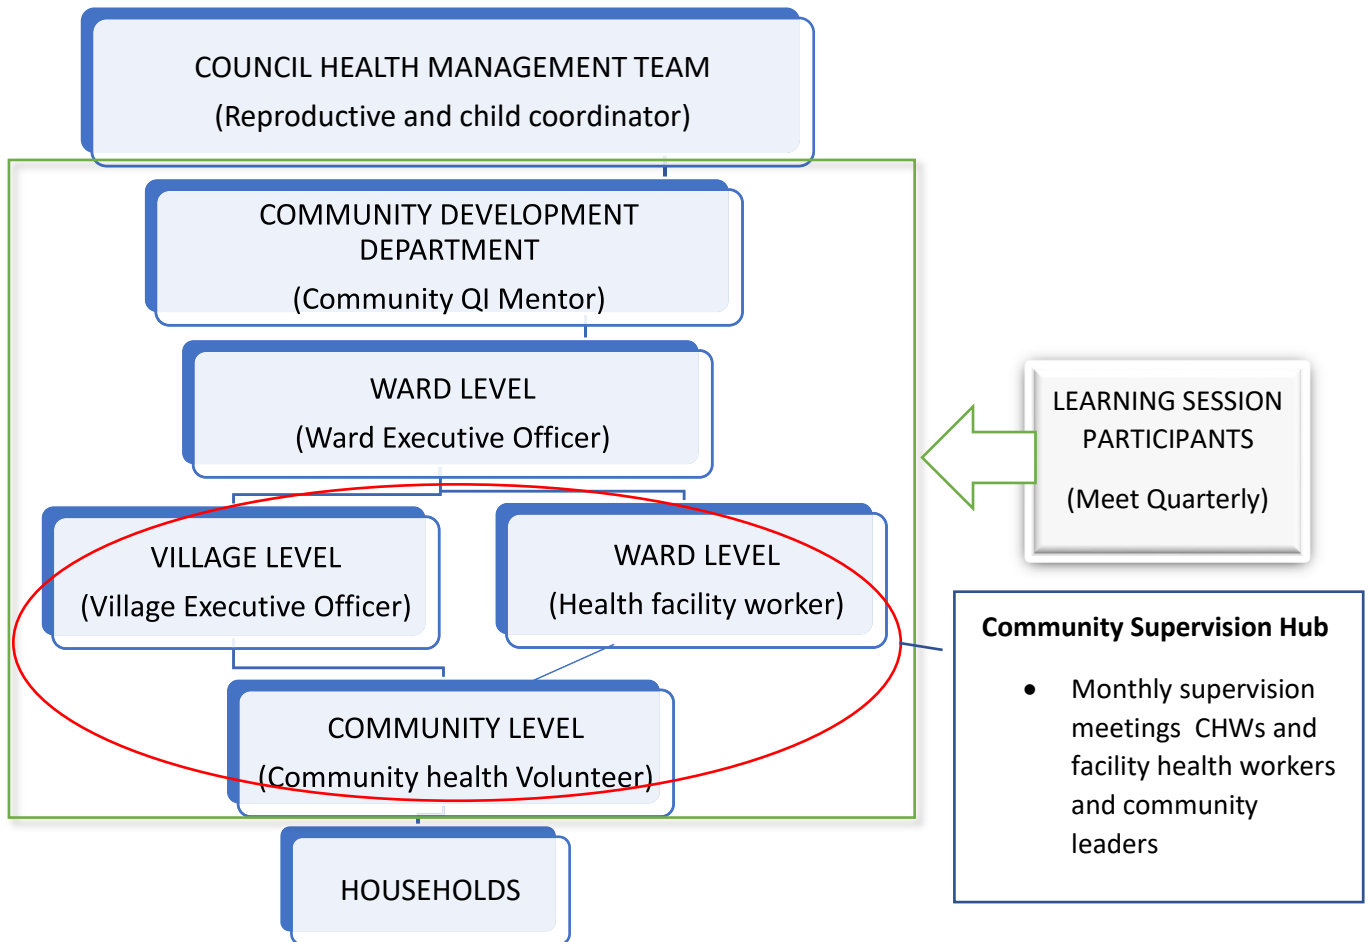 COUNCIL HEALTH MANAGEMENT TEAM
(Reproductive and child coordinator)
COMMUNITY DEVELOPMENT
DEPARTMENT
(Community QI Mentor)
WARD LEVEL
(Ward Executive Officer)
VILLAGE LEVEL
(Village Executive Officer)
WARD LEVEL
(Health facility worker)
COMMUNITY LEVEL
(Community health Volunteer)
HOUSEHOLDS
LEARNING SESSION
PARTICIPANTS
(Meet Quarterly)
Community Supervision Hub
• Monthly supervision
meetings CHWs and
facility health workers
and community
leaders